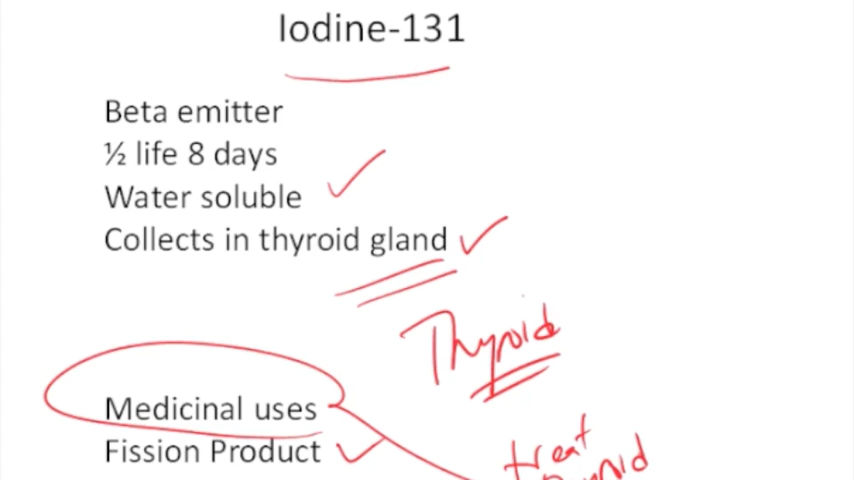 Iodine-131
Beta emitter
½ life 8 days
Water soluble
Collects in thyroid gland
Thyroid
Medicinal uses
Fission Product
treat